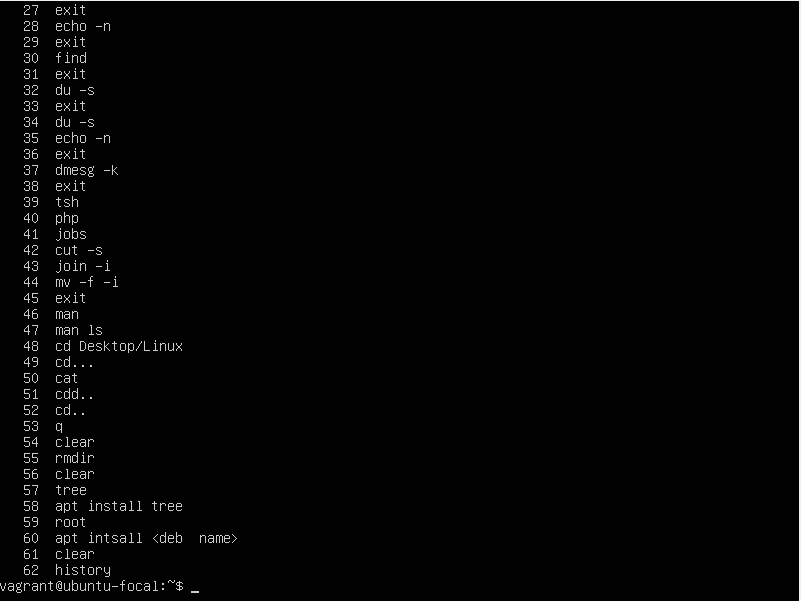 27 exit
28 echo -n
29 exit
30 find
31 exit
32 du -s
33 exit
34 du -s
35 echo -n
36 exit
37 dmesg -k
38 exit
39 tsh
40 php
41 jobs
42 cut -s
43 join -i
44 mv -f -i
45 exit
46 man
47 man ls
48 cd Desktop/Linux
49 cd...
50 cat
51 cdd..
52 cd..
53 q
54 clear
55 rmdir
56 clear
57 tree
58 apt install tree
59 root
60 apt intsall <deb  name>
61 clear
62 history
vagrant@ubuntu-focal:~$ _